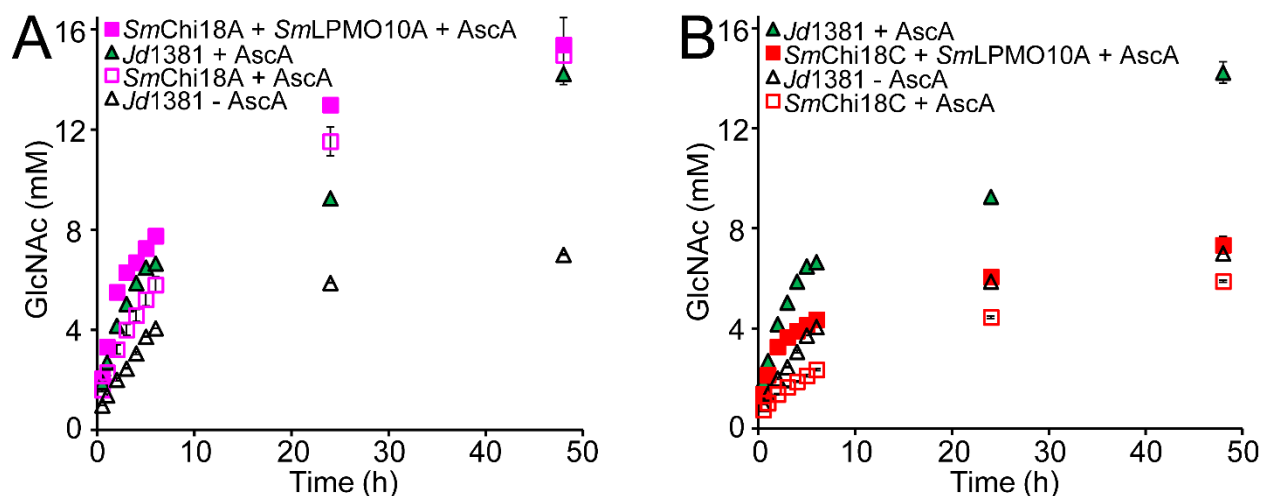 A
SmChi18A + SmLPMO10A + AscA
Jd1381 + AscA
SmChi18A + AscA
Jd1381 - AscA
GlcNAc (mM)
16
12
8
4
0
0 10 20 30 40 50
Time (h)
B
Jd1381 + AscA
SmChi18C + SmLPMO10A + AscA
Jd1381 - AscA
SmChi18C + AscA
GlcNAc (mM)
16
12
8
4
0
0 10 20 30 40 50
Time (h)